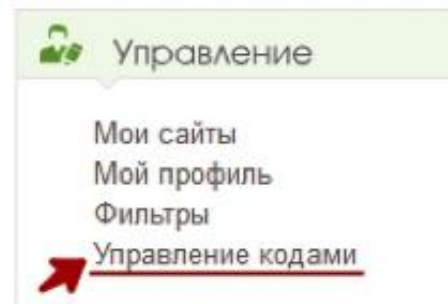 Управление
Мои сайты
Мой профиль
Фильтры
Управление кодами